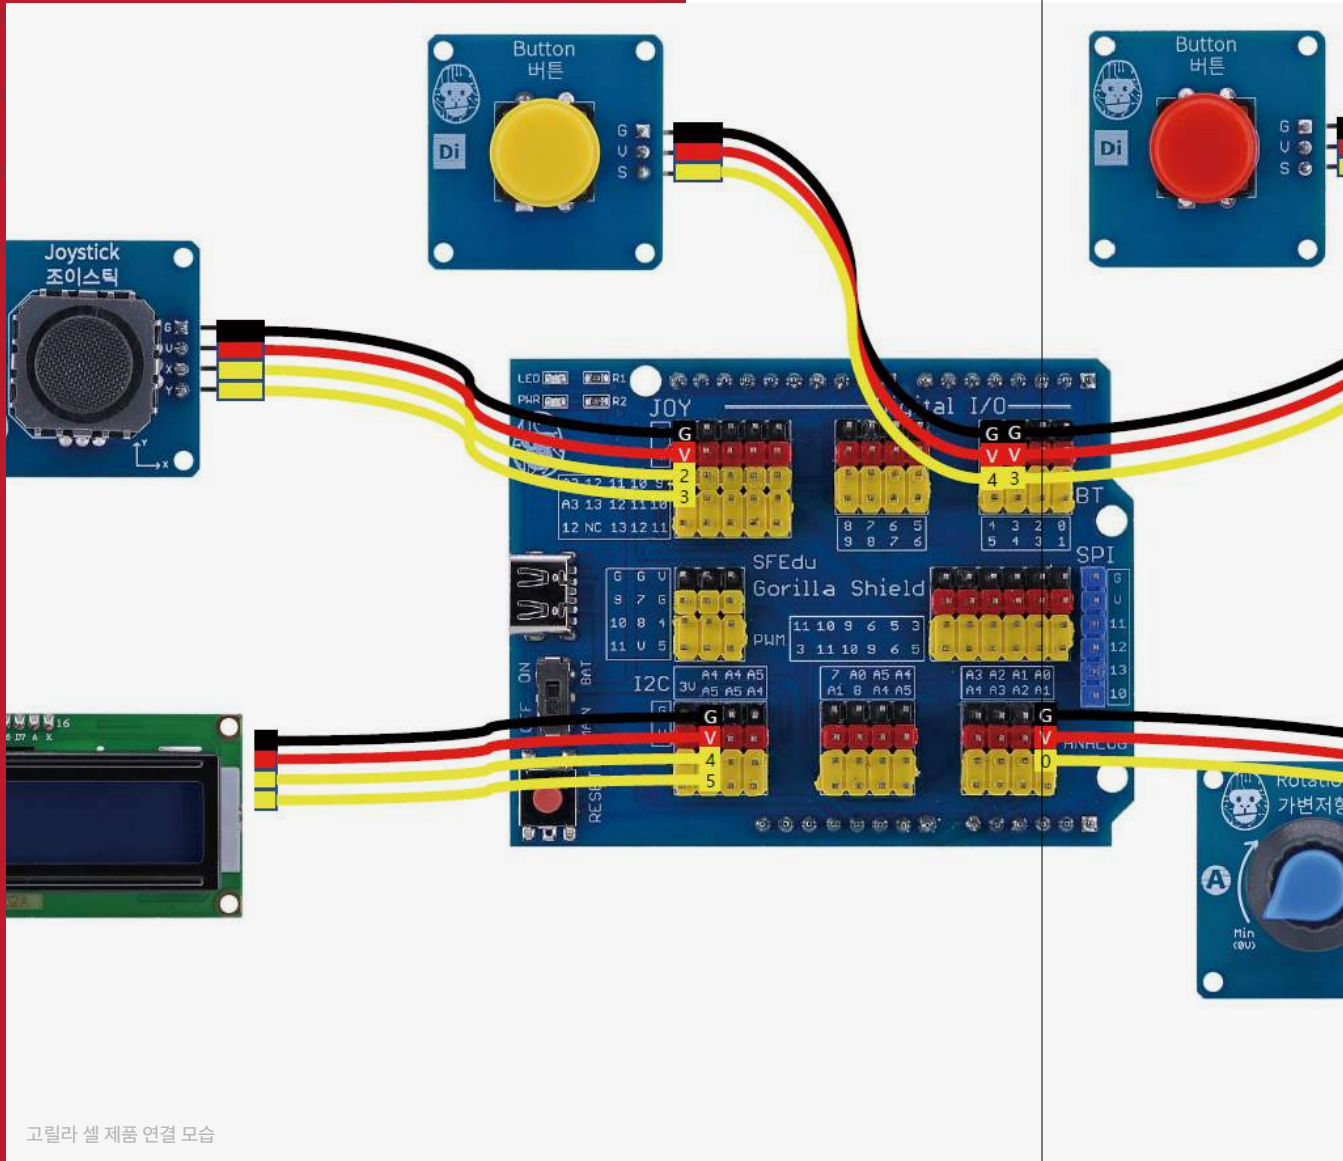 Button
버튼
G
V
S
Di
Button
버튼
G
V
S
Di
Joystick
조이스틱
G
V
X
Y
Y
X
LED
R1
PWR
R2
JOY
I/O
G
V
2
3
G G
V V
4 3
BT
A3 13 12 11 10
12 NC 13 12 11
8 7 6 5
9 8 7 6
4 3 2 0
5 4 3 1
SFEdu
Gorilla Shield
SPI
G
V
11
12
13
10
G G V
9 7 G
10 8 4
11 V 5
PWM
11 10 9 6 5 3
3 11 10 9 6 5
ON
BAT
I2C
3V
A4 A4 A5
A5 A5 A4
7 A0 A5 A4
A1 8 A4 A5
A3 A2 A1 A0
A4 A3 A2 A1
G
V
4
5
G
V
0
RESET
16
D7 A K
가변저
A
Min
(0V)
고릴라 셀 제품 연결 모습